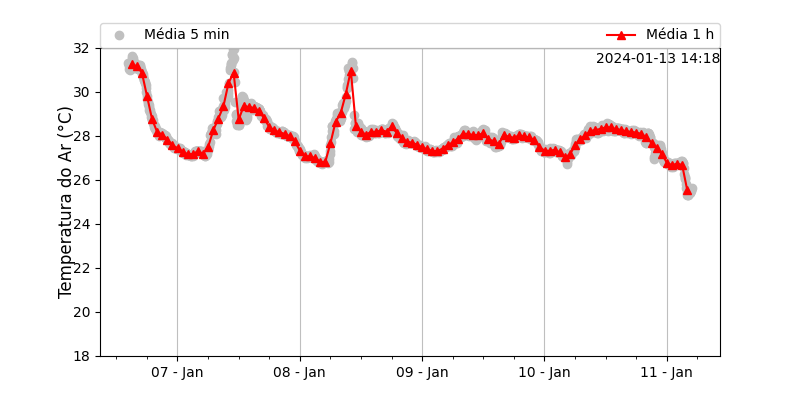 Média 5 min
Média 1 h
2024-01-13 14:18
Temperatura do Ar (°C)
32
30
28
26
24
22
20
18
07 - Jan
08 - Jan
09 - Jan
10 - Jan
11 - Jan